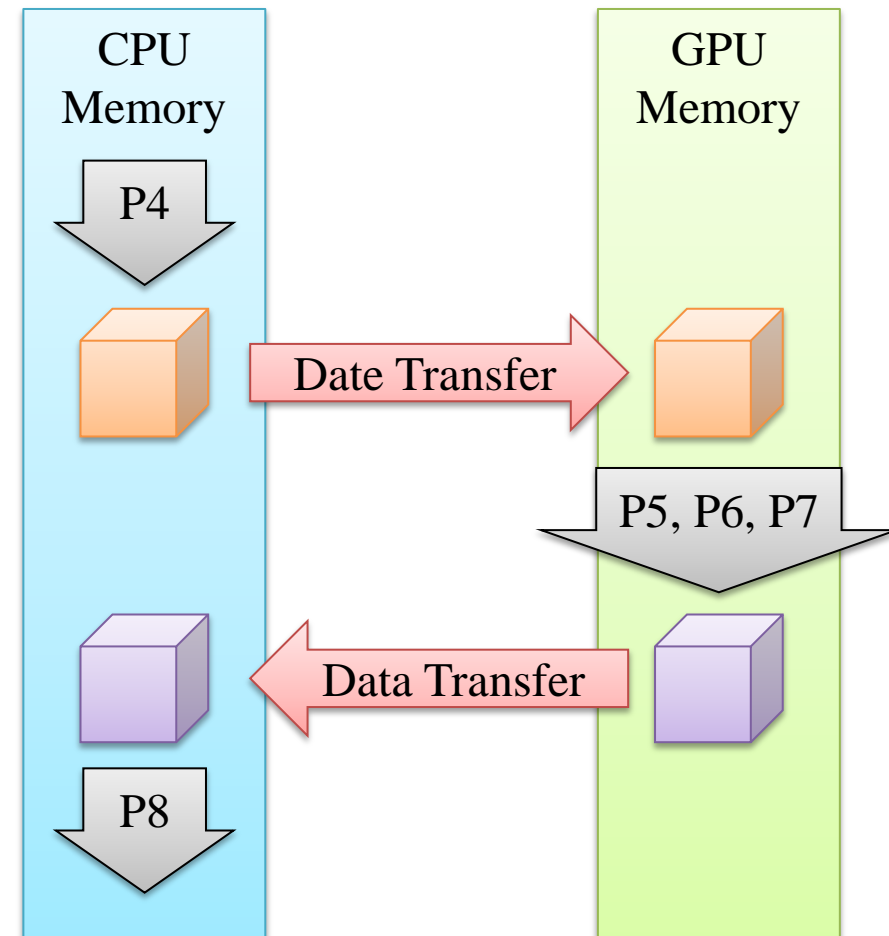 CPU
Memory
GPU
Memory
P4
Date Transfer
P5, P6, P7
Data Transfer
P8